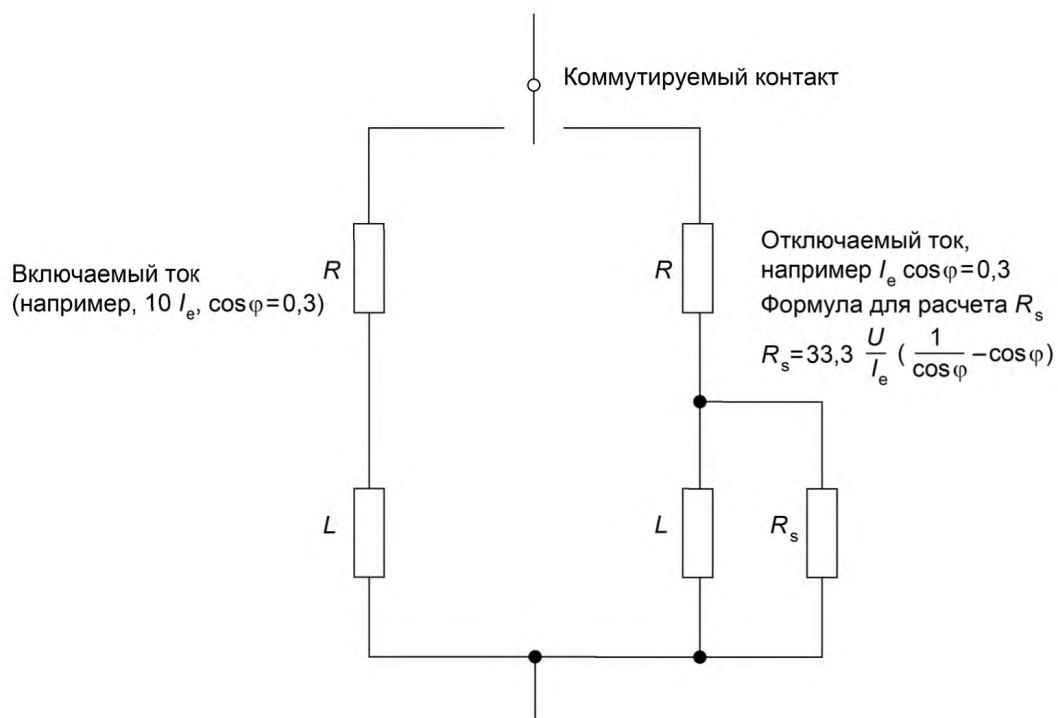 Коммутируемый контакт
Включаемый ток
(например, 10 Iₑ, cosφ=0,3)
R
R
Отключаемый ток,
например Iₑ cosφ=0,3
Формула для расчета Rₛ
Rₛ=33,3 U/Iₑ (1/cosφ –cosφ)
L
L
Rₛ